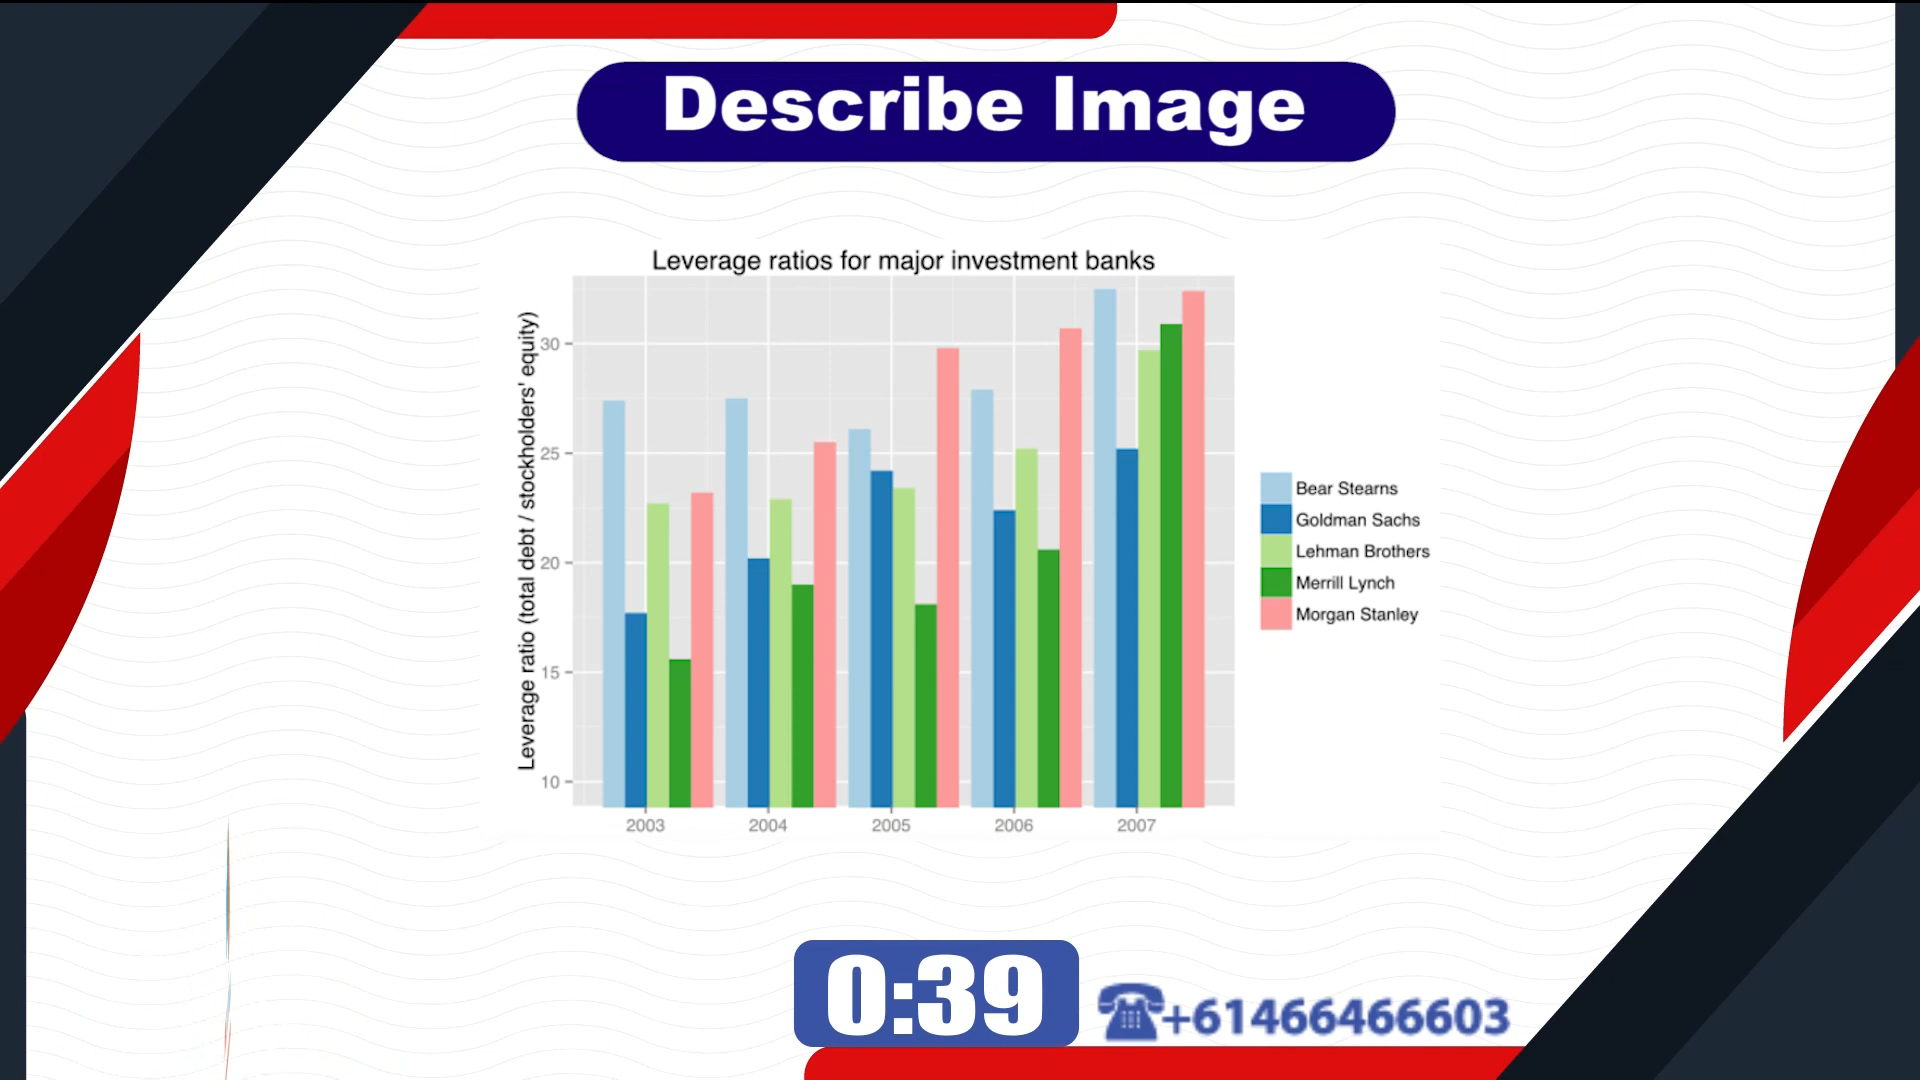 Describe Image
Leverage ratios for major investment banks
Leverage ratio (total debt / stockholders' equity)
30
25
20
15
10
2003
2004
2005
2006
2007
Bear Stearns
Goldman Sachs
Lehman Brothers
Merrill Lynch
Morgan Stanley
0:39
+61466466603